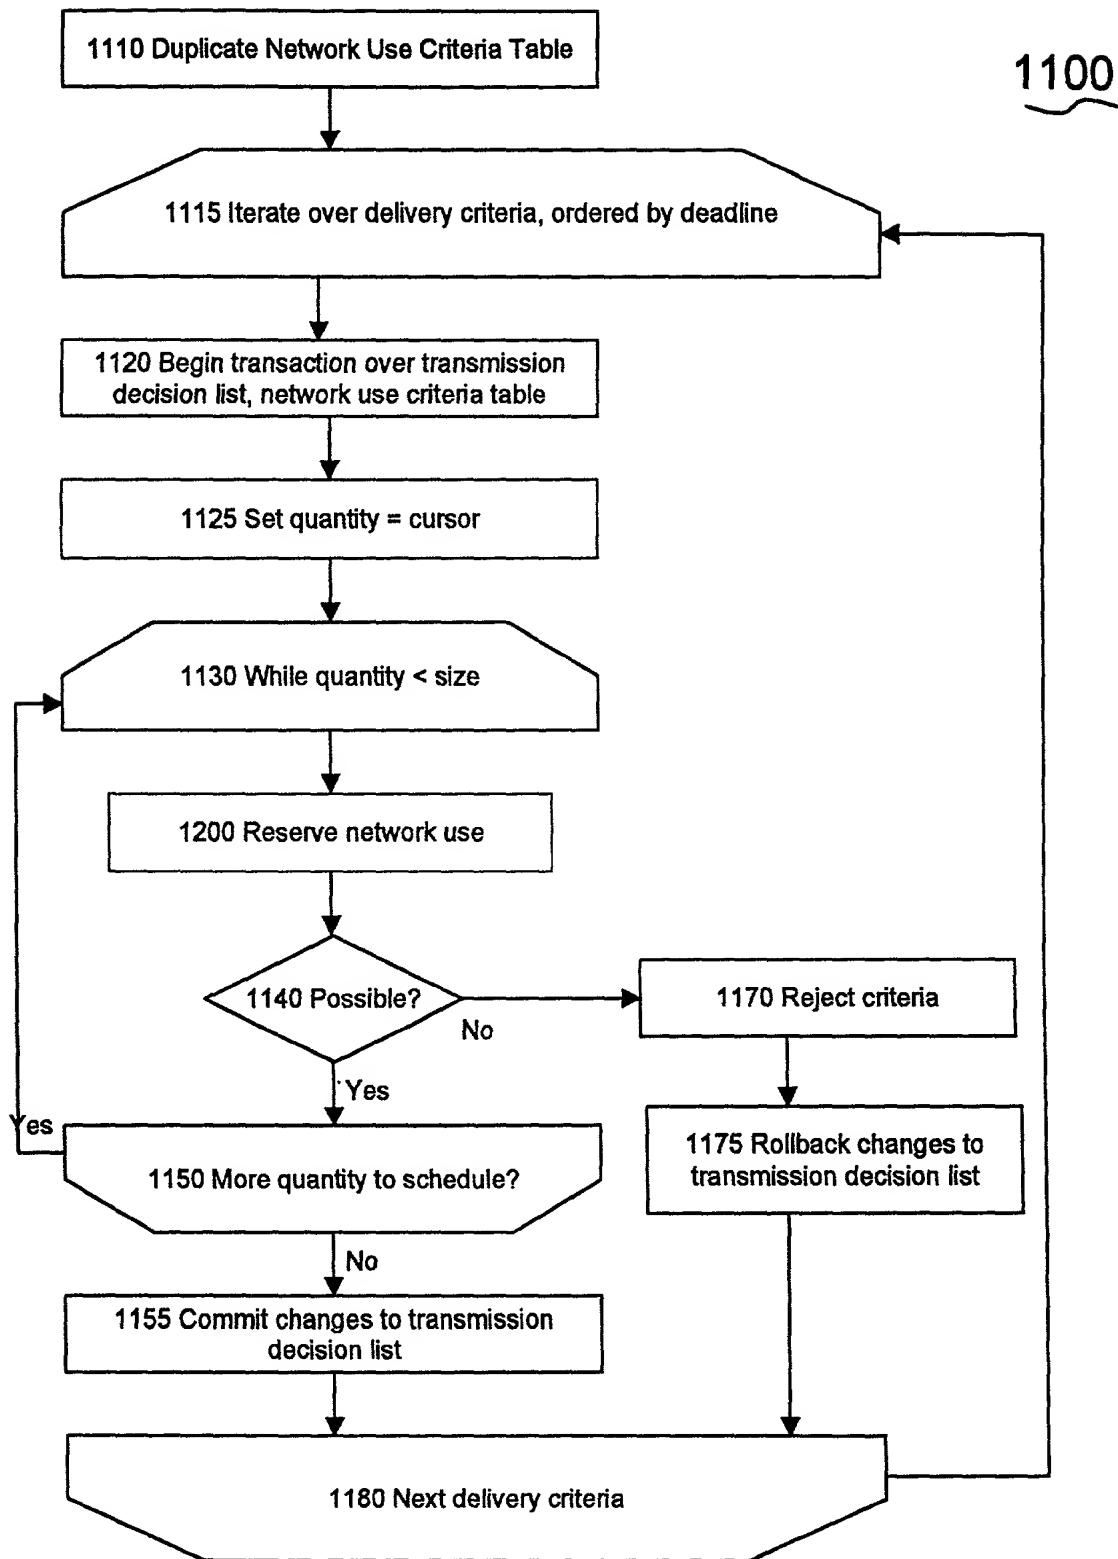 1110 Duplicate Network Use Criteria Table
1100
1115 Iterate over delivery criteria, ordered by deadline
1120 Begin transaction over transmission
decision list, network use criteria table
1125 Set quantity = cursor
1130 While quantity < size
1200 Reserve network use
1140 Possible?
No
1170 Reject criteria
Yes
Yes
1150 More quantity to schedule?
1175 Rollback changes to
transmission decision list
No
1155 Commit changes to transmission
decision list
1180 Next delivery criteria